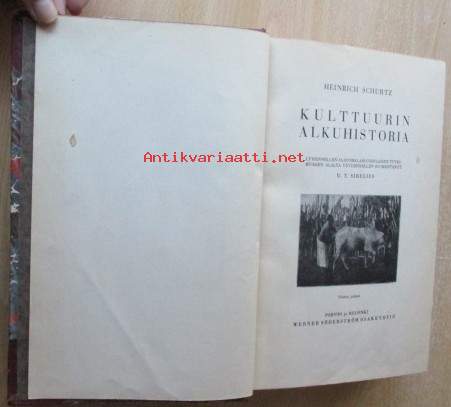 HEINRICH SCHURTZ
KULTTUURIN
ALKUHISTORIA
U. T. SIRELIUS
Antikvariaatti.net
PORVOO ja HELSINKI
WERNER SÖDERSTRÖM OSAKEYHTIÖ